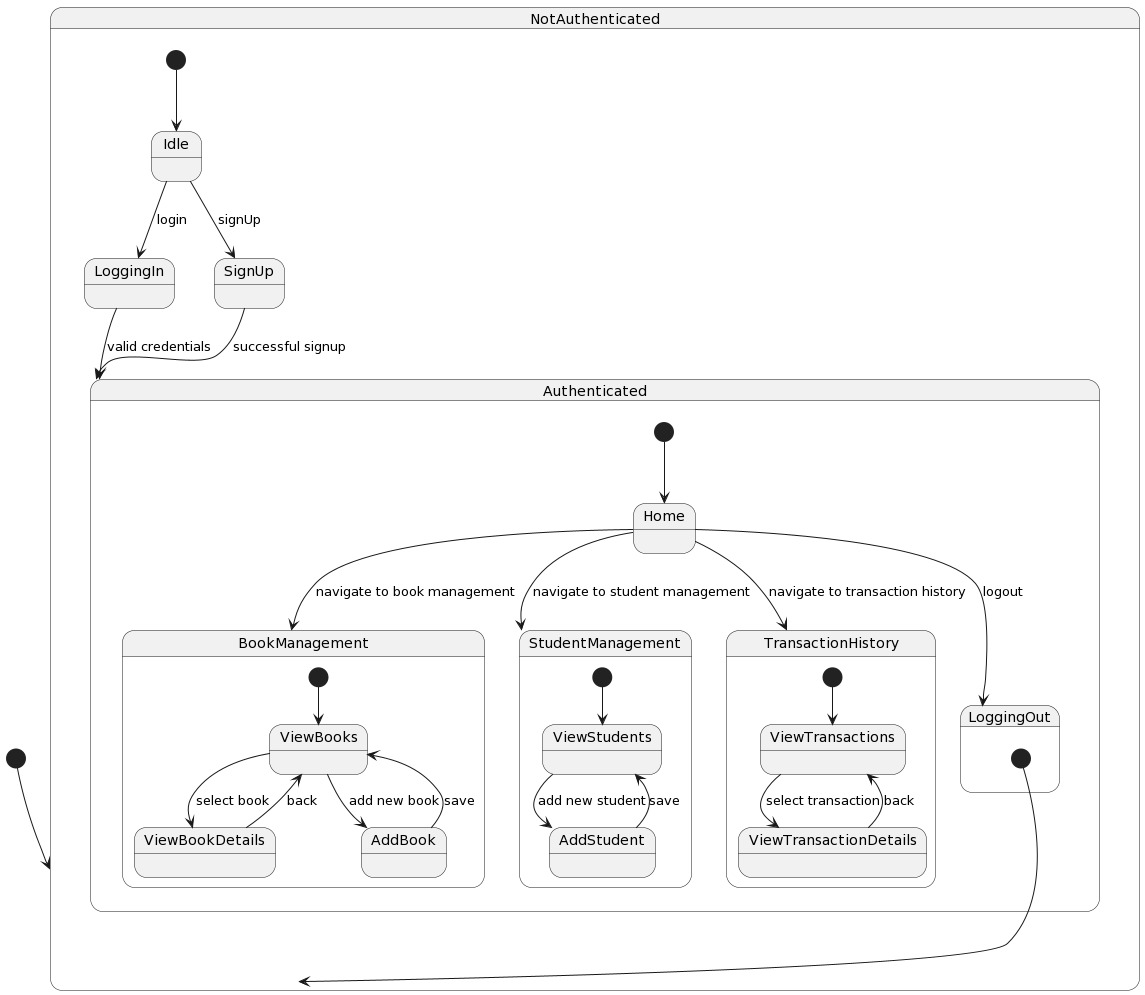 NotAuthenticated
Idle
login
signUp
LoggingIn
SignUp
valid credentials
successful signup
Authenticated
Home
navigate to book management
navigate to student management
navigate to transaction history
logout
BookManagement
StudentManagement
TransactionHistory
LoggingOut
ViewBooks
ViewStudents
ViewTransactions
select book
back
add new book
save
add new student
save
select transaction
back
ViewBookDetails
AddBook
AddStudent
ViewTransactionDetails